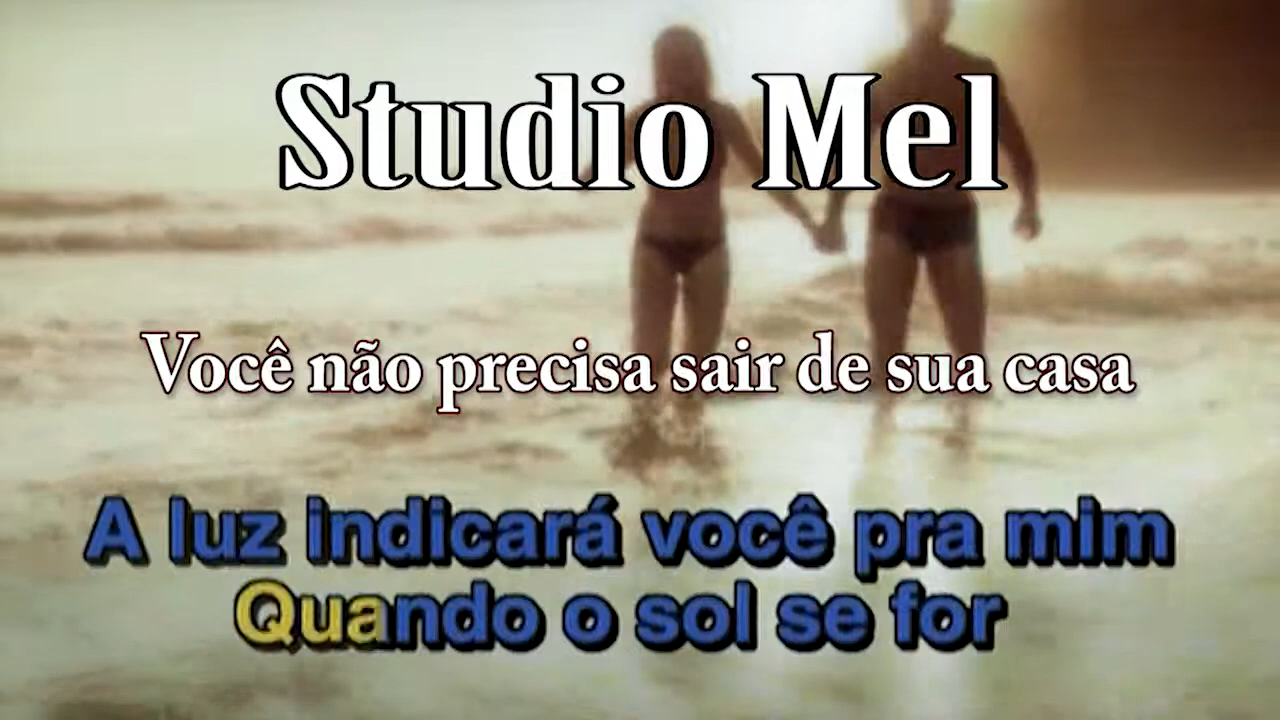 Studio Mel
Você não precisa sair de sua casa
A luz indicará você pra mim
Quando o sol se for